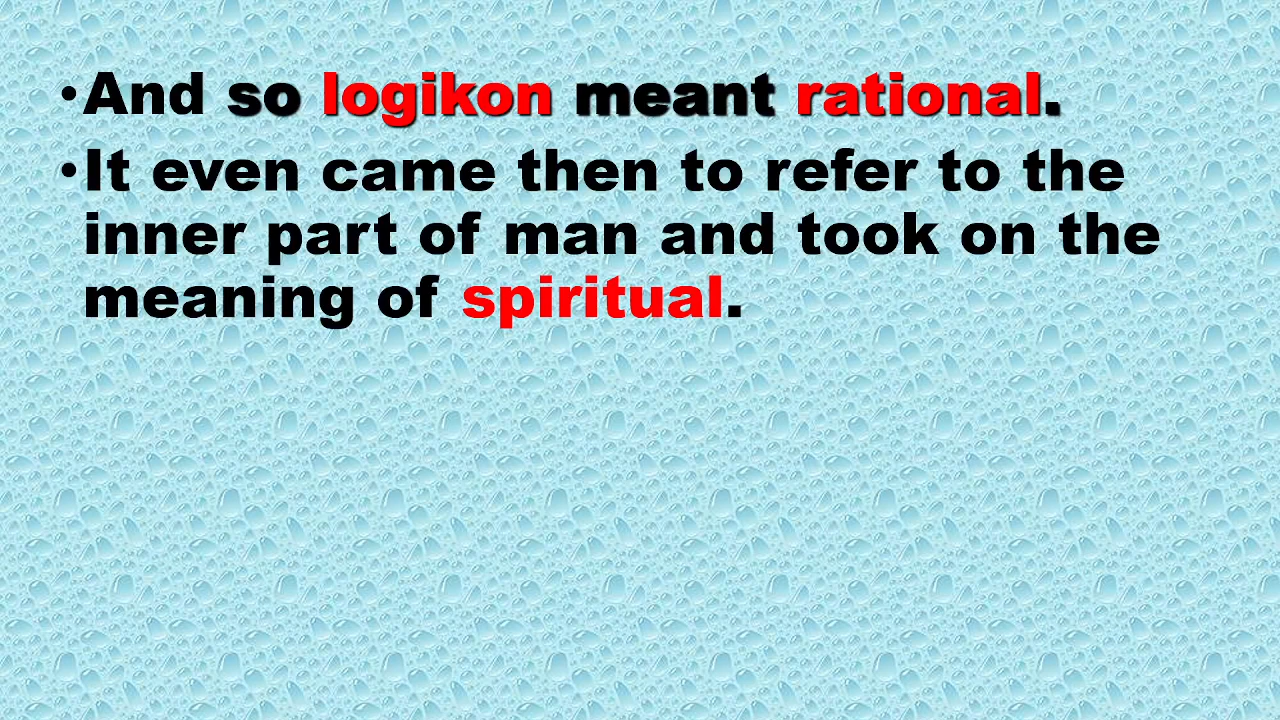 • And so logikon meant rational.
• It even came then to refer to the
inner part of man and took on the
meaning of spiritual.